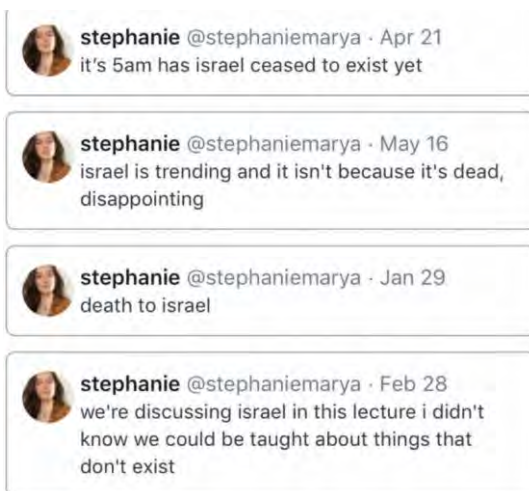 stephanie @stephaniemarya · Apr 21
it's 5am has israel ceased to exist yet
stephanie @stephaniemarya · May 16
israel is trending and it isn't because it's dead,
disappointing
stephanie @stephaniemarya · Jan 29
death to israel
stephanie @stephaniemarya · Feb 28
we're discussing israel in this lecture i didn't
know we could be taught about things that
don't exist